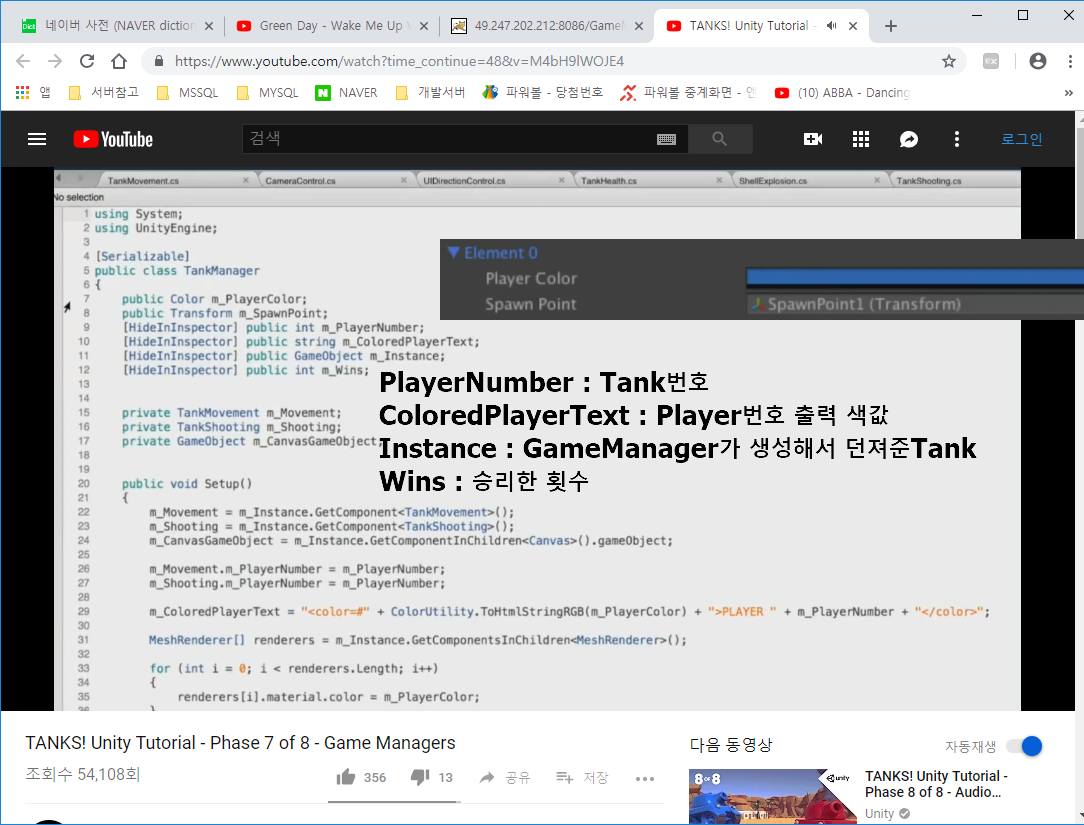 네이버 사전 (NAVER diction
Green Day - Wake Me Up
49.247.202.212:8086/Game
TANKS! Unity Tutorial -
https://www.youtube.com/watch?time_continue=48&v=M4bH9lWOJE4
앱
서버참고
MSSQL
MYSQL
NAVER
개발서버
파워볼 - 당첨번호
파워볼 중계화면 - 엔
(10) ABBA - Dancing
»
YouTube
검색
로그인
TankMovement.cs
CameraControl.cs
UIDirectionControl.cs
TankHealth.cs
ShellExplosion.cs
TankShooting.cs
No selection
1 using System;
2 using UnityEngine;
3
4 [Serializable]
5 public class TankManager
6 {
7 public Color m_PlayerColor;
8 public Transform m_SpawnPoint;
9 [HideInInspector] public int m_PlayerNumber;
10 [HideInInspector] public string m_ColoredPlayerText;
11 [HideInInspector] public GameObject m_Instance;
12 [HideInInspector] public int m_Wins;
13
14
15 private TankMovement m_Movement;
16 private TankShooting m_Shooting;
17 private GameObject m_CanvasGameObject;
18
19
20 public void Setup()
21 {
22 m_Movement = m_Instance.GetComponent<TankMovement>();
23 m_Shooting = m_Instance.GetComponent<TankShooting>();
24 m_CanvasGameObject = m_Instance.GetComponentInChildren<Canvas>().gameObject;
25
26 m_Movement.m_PlayerNumber = m_PlayerNumber;
27 m_Shooting.m_PlayerNumber = m_PlayerNumber;
28
29 m_ColoredPlayerText = "<color=#" + ColorUtility.ToHtmlStringRGB(m_PlayerColor) + ">PLAYER " + m_PlayerNumber + "</color>";
30
31 MeshRenderer[] renderers = m_Instance.GetComponentsInChildren<MeshRenderer>();
32
33 for (int i = 0; i < renderers.Length; i++)
34 {
35 renderers[i].material.color = m_PlayerColor;
36 }
Element 0
Player Color
Spawn Point
SpawnPoint1 (Transform)
PlayerNumber : Tank번호
ColoredPlayerText : Player번호 출력 색값
Instance : GameManager가 생성해서 던져준Tank
Wins : 승리한 횟수
TANKS! Unity Tutorial - Phase 7 of 8 - Game Managers
조회수 54,108회
356
13
공유
저장
다음 동영상
자동재생
8 OF 8
unity
TANKS! Unity Tutorial -
Phase 8 of 8 - Audio...
Unity